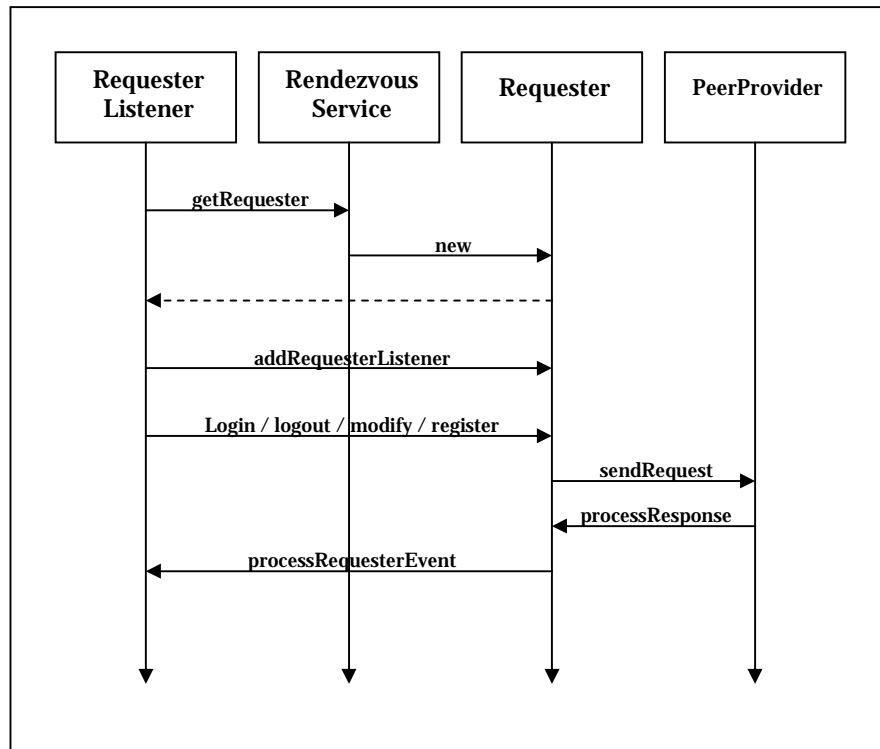 Requester
Listener
Rendezvous
Service
Requester
PeerProvider
getRequester
new
addRequesterListener
Login / logout / modify / register
sendRequest
processResponse
processRequesterEvent